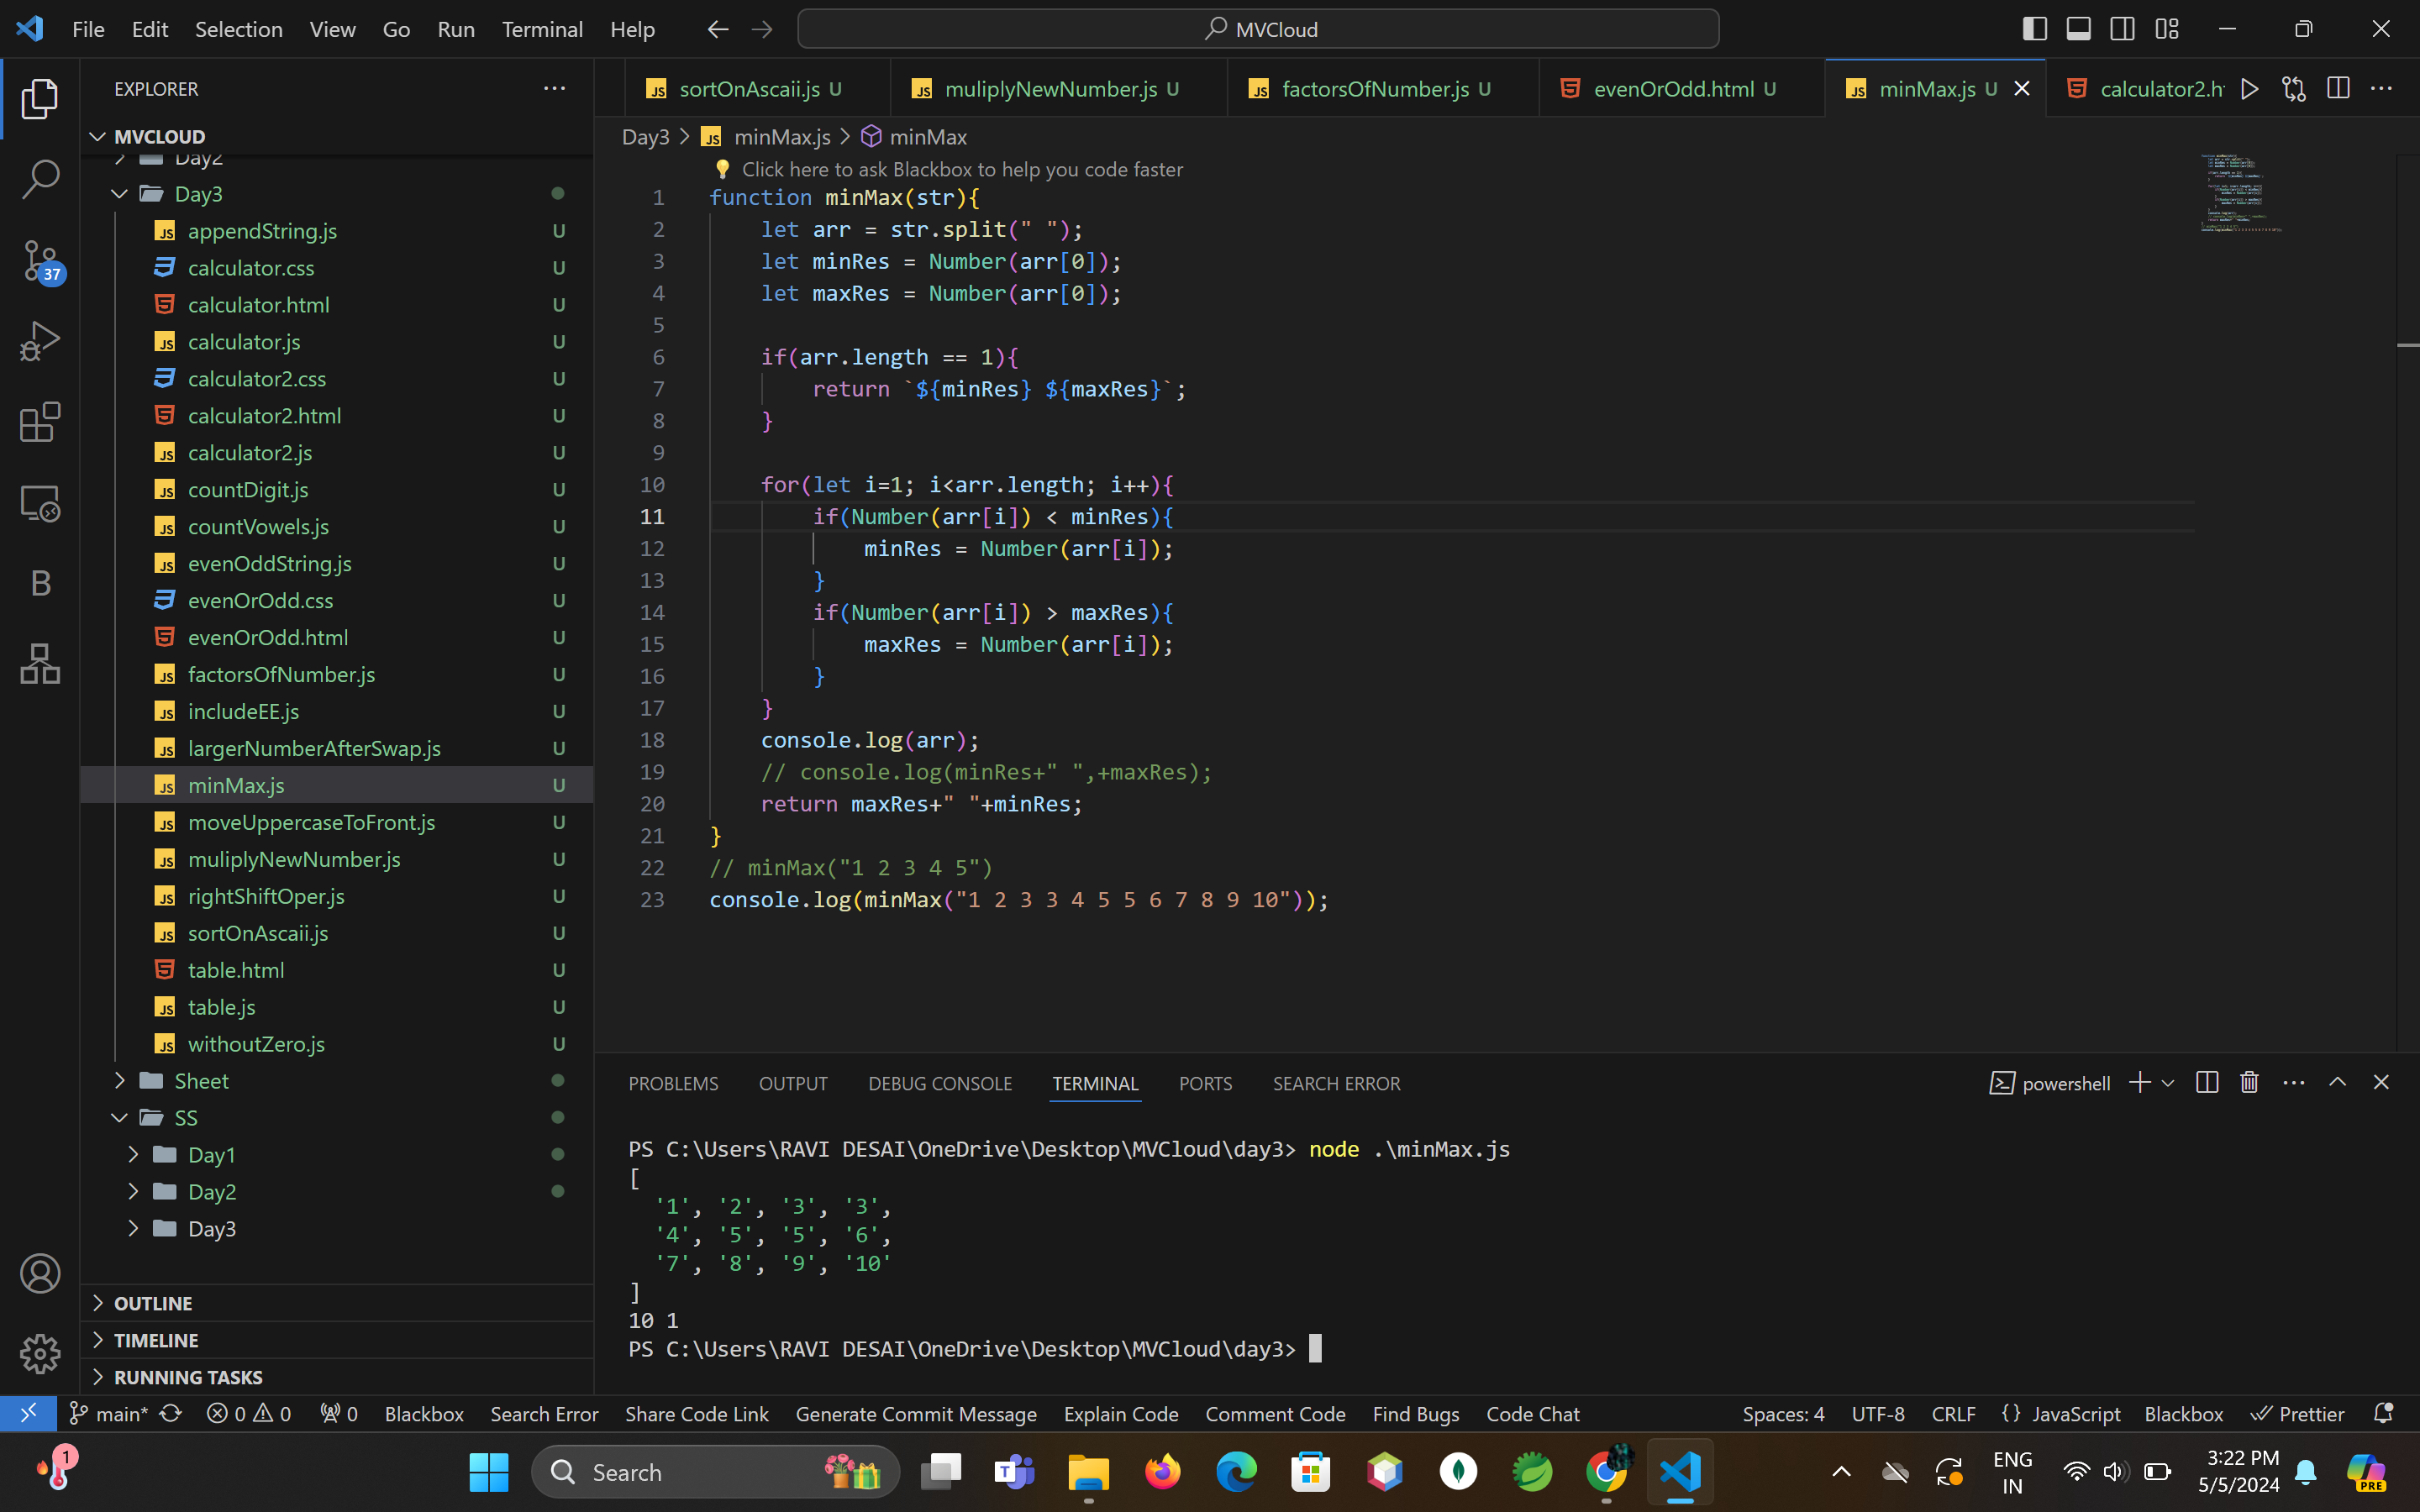 File Edit Selection View Go Run Terminal Help MVCloud
EXPLORER
MVCLOUD
Day2
Day3
appendString.js U
calculator.css U
calculator.html U
calculator.js U
calculator2.css U
calculator2.html U
calculator2.js U
countDigit.js U
countVowels.js U
evenOddString.js U
evenOrOdd.css U
evenOrOdd.html U
factorsOfNumber.js U
includeEE.js U
largerNumberAfterSwap.js U
minMax.js U
moveUppercaseToFront.js U
muliplyNewNumber.js U
rightShiftOper.js U
sortOnAscaii.js U
table.html U
table.js U
withoutZero.js U
Sheet
SS
Day1
Day2
Day3
OUTLINE
TIMELINE
RUNNING TASKS
37
B
sortOnAscaii.js U muliplyNewNumber.js U factorsOfNumber.js U evenOrOdd.html U minMax.js U calculator2.h
Day3 > minMax.js > minMax
Click here to ask Blackbox to help you code faster
1 function minMax(str){
2 let arr = str.split(" ");
3 let minRes = Number(arr[0]);
4 let maxRes = Number(arr[0]);
5
6 if(arr.length == 1){
7 return `${minRes} ${maxRes}`;
8 }
9
10 for(let i=1; i<arr.length; i++){
11 if(Number(arr[i]) < minRes){
12 minRes = Number(arr[i]);
13 }
14 if(Number(arr[i]) > maxRes){
15 maxRes = Number(arr[i]);
16 }
17 }
18 console.log(arr);
19 // console.log(minRes+" ",+maxRes);
20 return maxRes+" "+minRes;
21 }
22 // minMax("1 2 3 4 5")
23 console.log(minMax("1 2 3 3 4 5 5 6 7 8 9 10"));
PROBLEMS OUTPUT DEBUG CONSOLE TERMINAL PORTS SEARCH ERROR powershell
PS C:\Users\RAVI DESAI\OneDrive\Desktop\MVCloud\day3> node .\minMax.js
[
'1', '2', '3', '3',
'4', '5', '5', '6',
'7', '8', '9', '10'
]
10 1
PS C:\Users\RAVI DESAI\OneDrive\Desktop\MVCloud\day3>
main* 0 0 0 Blackbox Search Error Share Code Link Generate Commit Message Explain Code Comment Code Find Bugs Code Chat Spaces: 4 UTF-8 CRLF {} JavaScript Blackbox Prettier
1 Search T ENG 3:22 PM
IN 5/5/2024 PRE